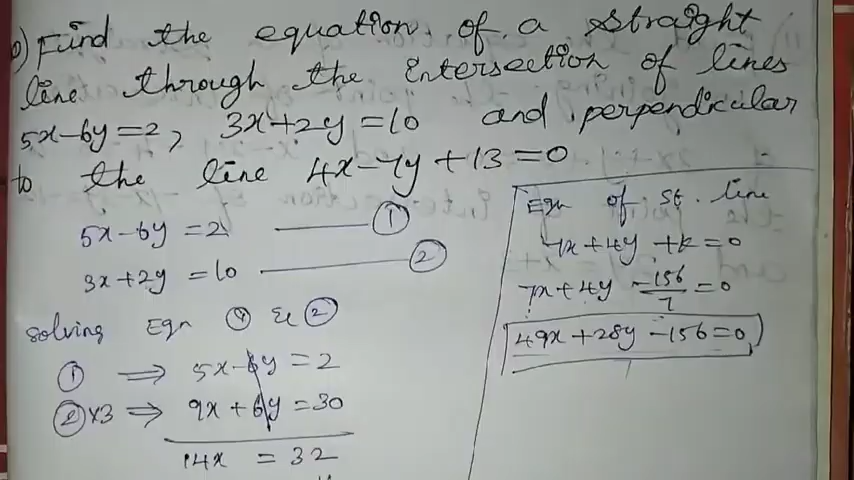 b) Find the equation of a straight
line through the intersection of lines
5x-6y=2, 3x+2y=10 and perpendicular
to the line 4x-7y+13=0
5x-6y=2 ——— ①
3x+2y=10 ——— ②
Solving Eqn ① & ②
① ⟹ 5x-6y=2
②x3 ⟹ 9x+6y=30
14x = 32
Eqn of St. line
7x+4y+k=0
7x+4y-156/7=0
49x+28y-156=0